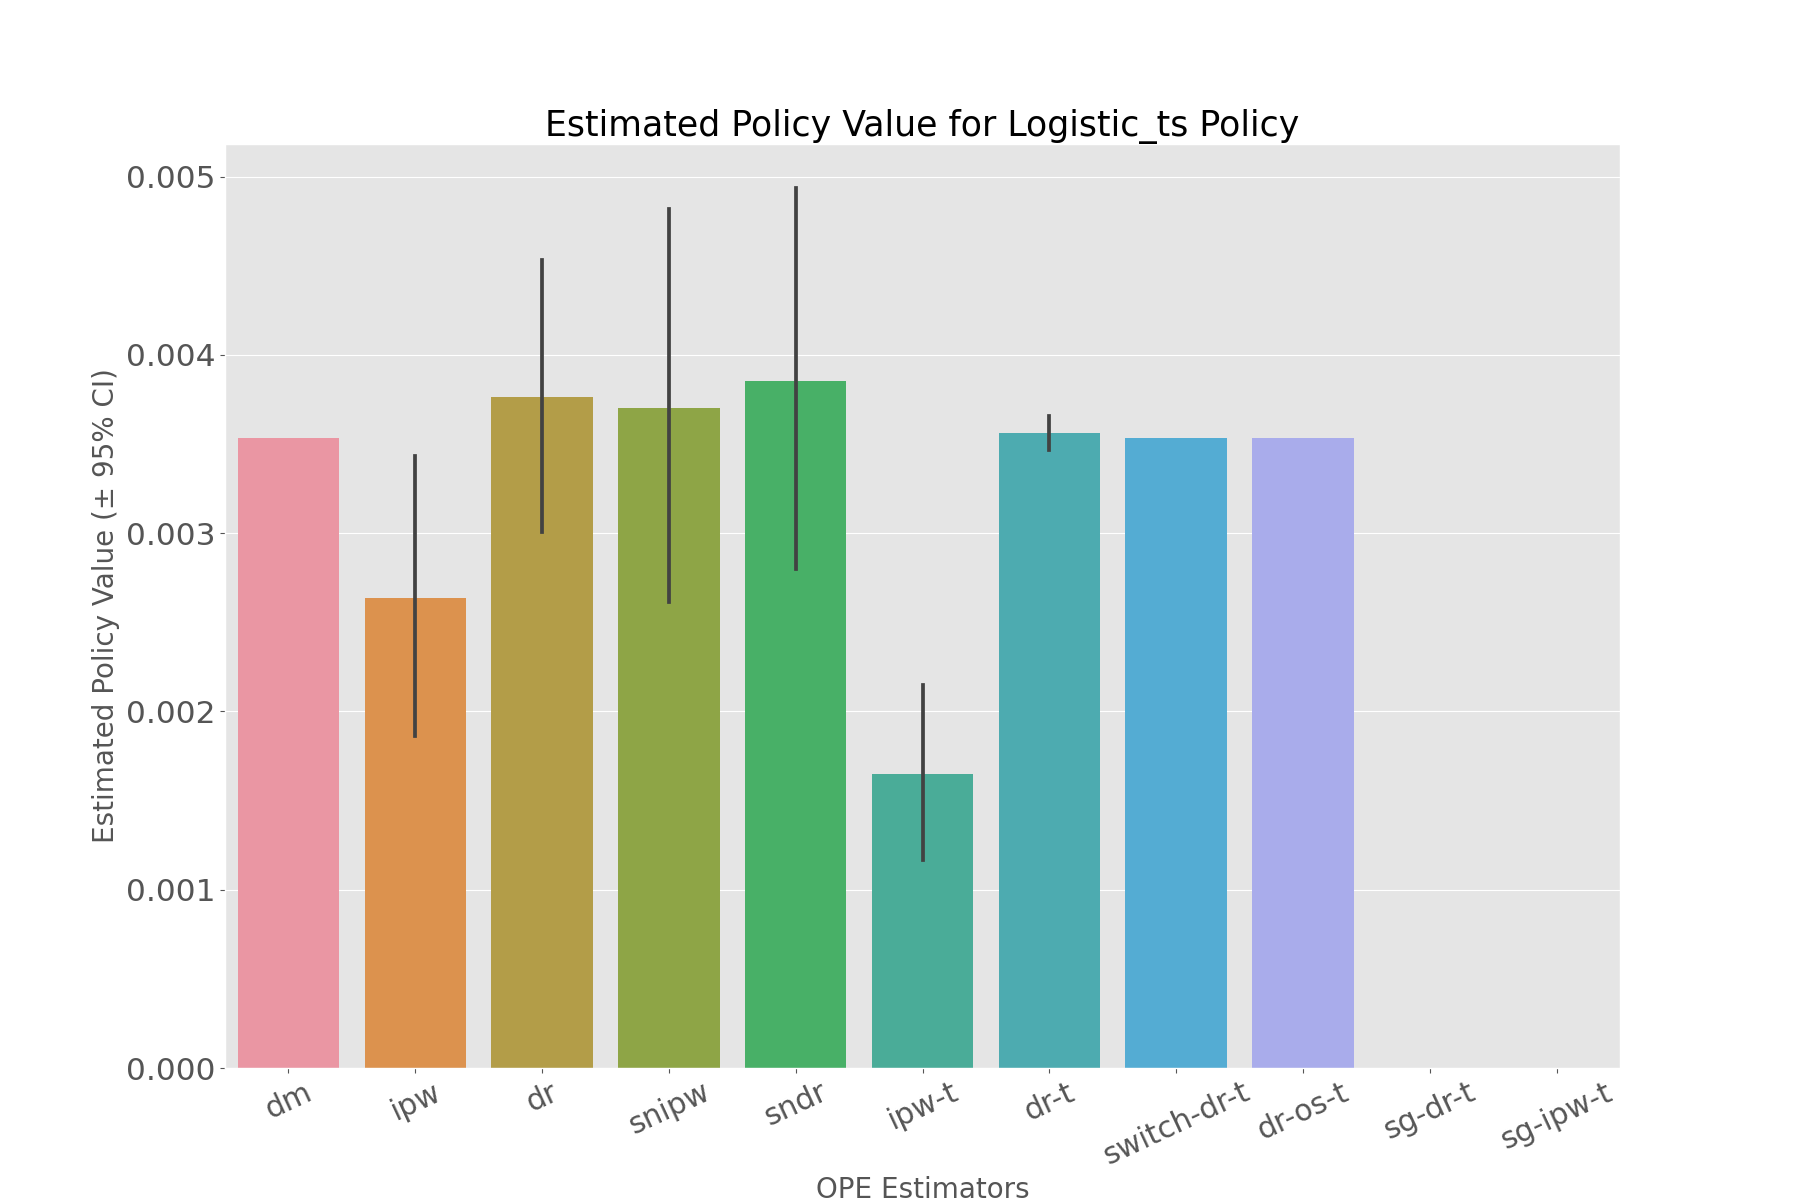 Estimated Policy Value for Logistic_ts Policy
Estimated Policy Value (± 95% CI)
0.005
0.004
0.003
0.002
0.001
0.000
dm
ipw
dr
snipw
sndr
ipw-t
dr-t
switch-dr-t
dr-os-t
sg-dr-t
sg-ipw-t
OPE Estimators